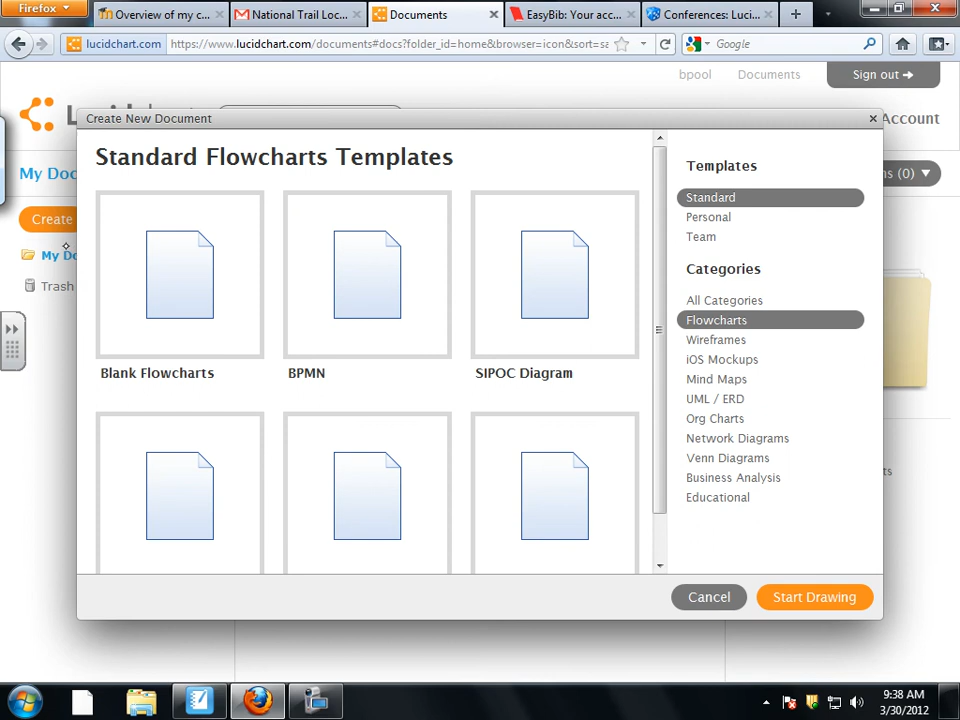 Firefox
Overview of my c...
National Trail Loc...
Documents
EasyBib: Your acc...
Conferences: Luci...
lucidchart.com
https://www.lucidchart.com/documents#docs?folder_id=home&browser=icon&sort=sa
Google
bpool
Documents
Sign out
Account
Create New Document
My Doc
s (0)
Create
My Do
Trash
Standard Flowcharts Templates
Blank Flowcharts
BPMN
SIPOC Diagram
Templates
Standard
Personal
Team
Categories
All Categories
Flowcharts
Wireframes
iOS Mockups
Mind Maps
UML / ERD
Org Charts
Network Diagrams
Venn Diagrams
Business Analysis
Educational
Cancel
Start Drawing
9:38 AM
3/30/2012